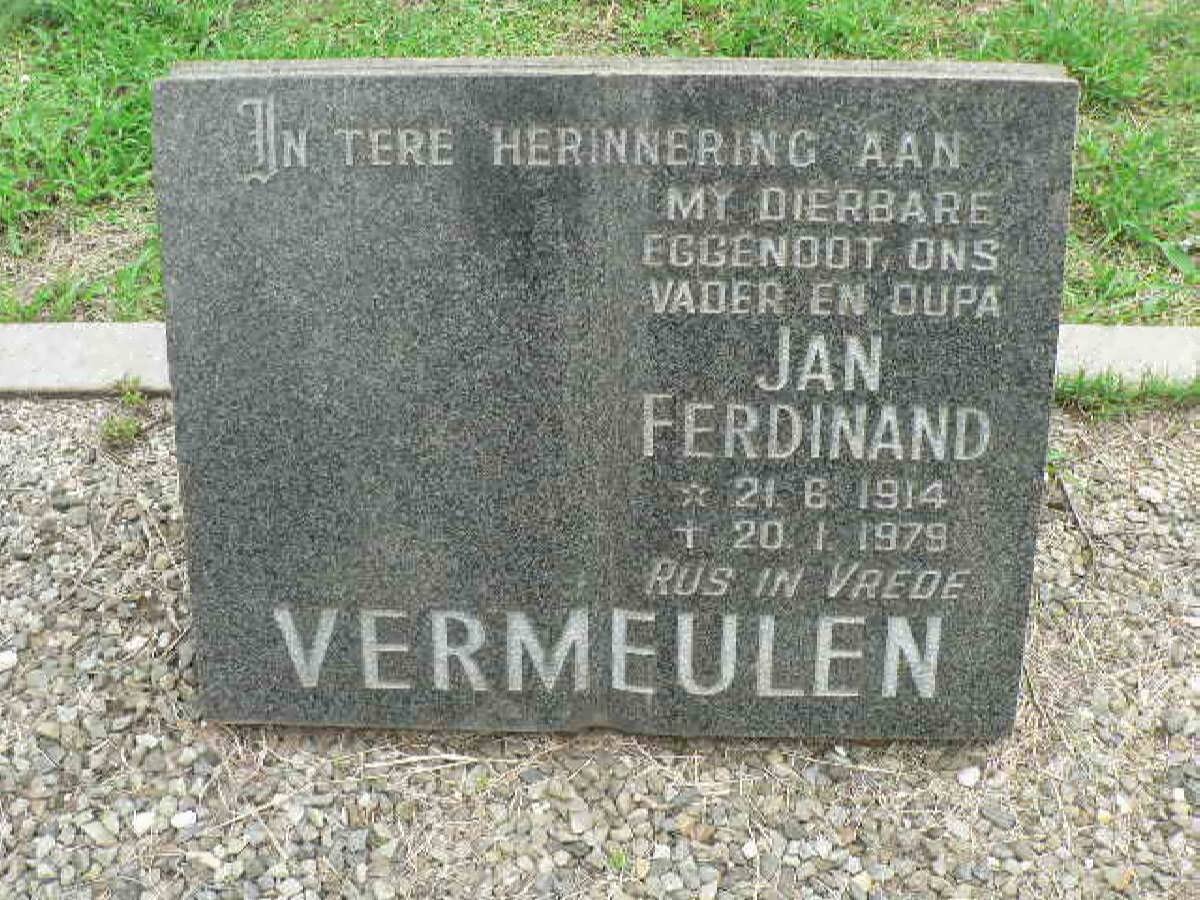 IN TERE HERINNERING AAN
MY DIERBARE
EGGENOOT, ONS
VADER EN OUPA
JAN
FERDINAND
☆ 21. 6. 1914
† 20. 1. 1979
RUS IN VREDE
VERMEULEN